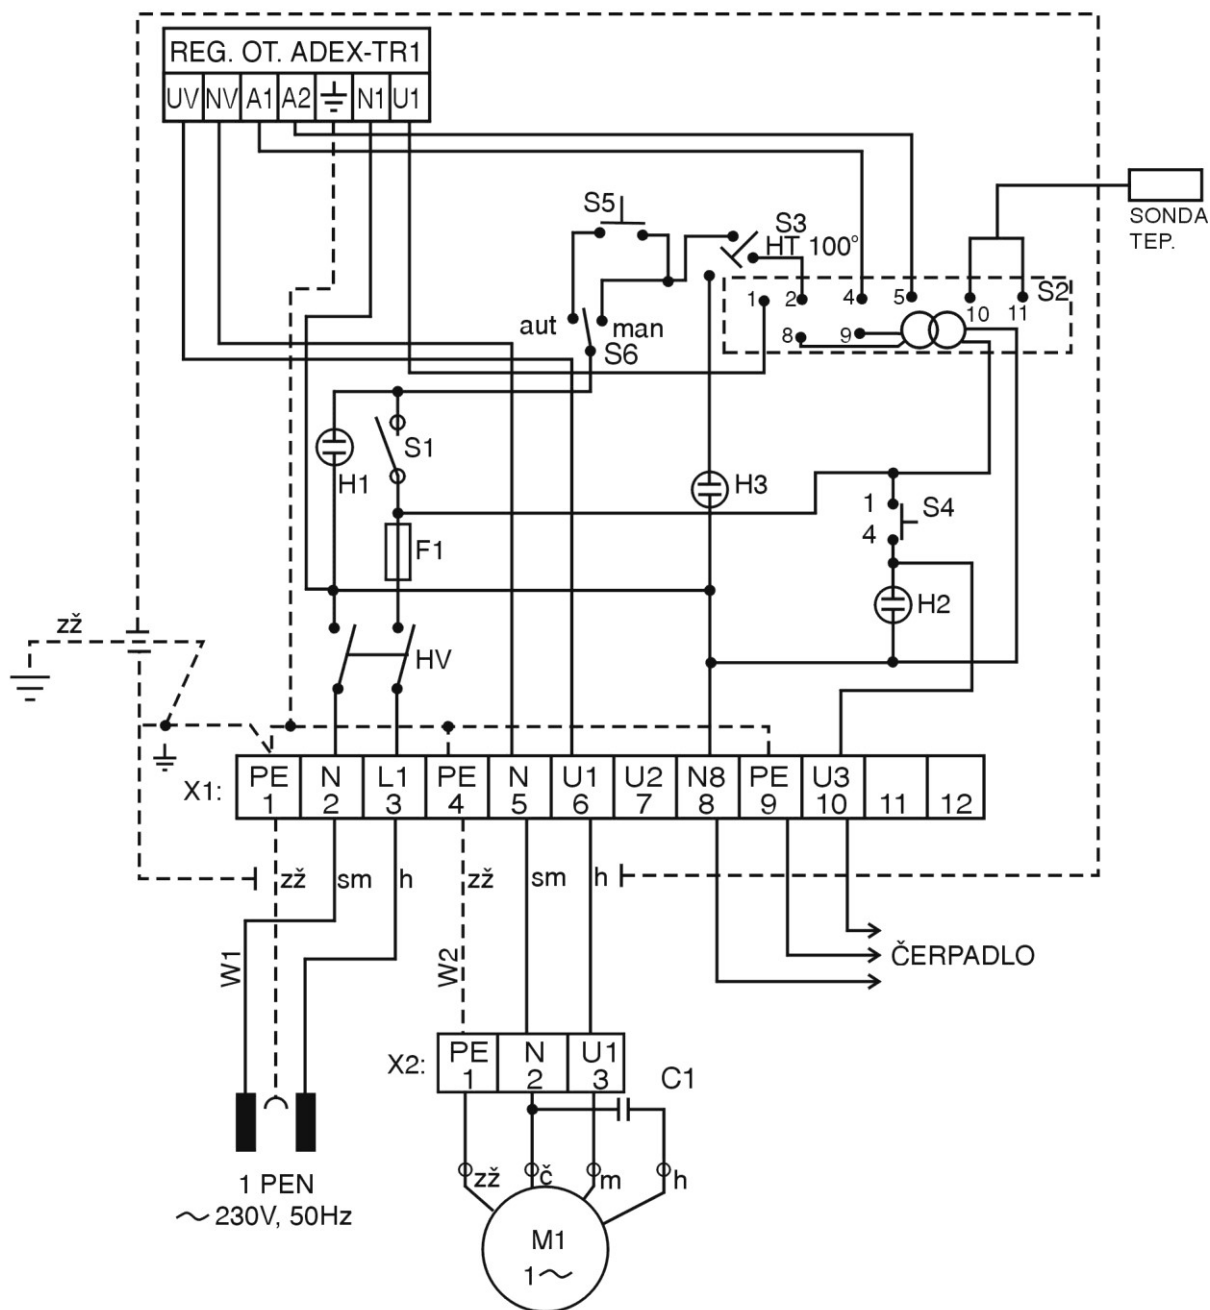 REG. OT. ADEX-TR1
UV NV A1 A2 N1 U1
SONDA
TEP.
S5
S3
HT 100°
1 2 4 5 10 11 S2
8 9
aut man
S6
S1
H1
H3
1 S4
4
F1
H2
HV
zž
X1: PE N L1 PE N U1 U2 N8 PE U3
1 2 3 4 5 6 7 8 9 10 11 12
zž sm h zž sm h
W1
W2
ČERPADLO
X2: PE N U1
1 2 3
C1
zž č m h
1 PEN
~ 230V, 50Hz
M1
1~